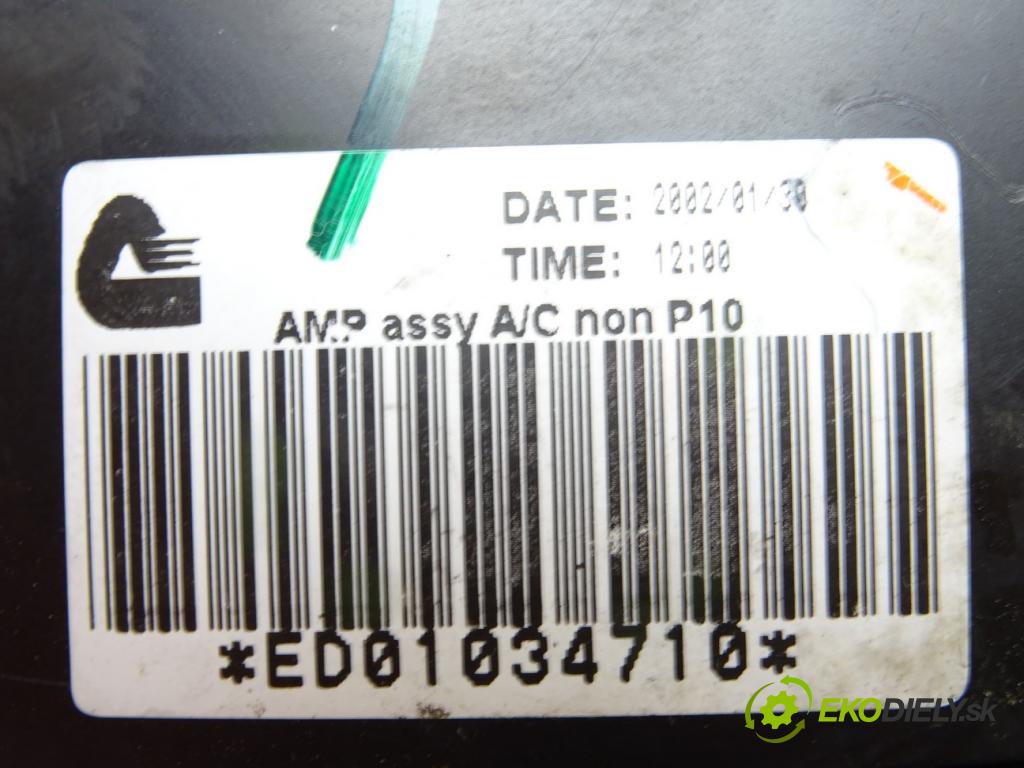 DATE: 2002/01/30
TIME: 12:00
AMP assy A/C non P10
*ED01034710*
EKODIELY.sk